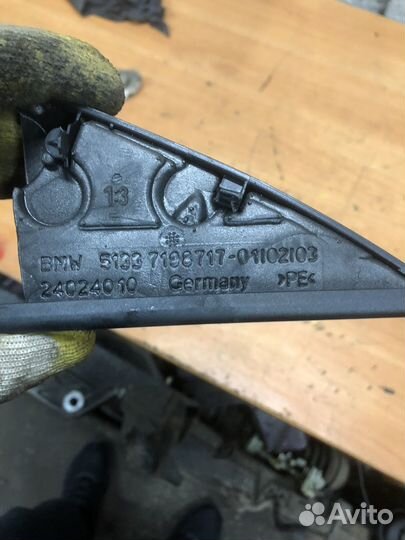 13
BMW 5133 7198717-01102103
24024010 Germany >PE<
Avito